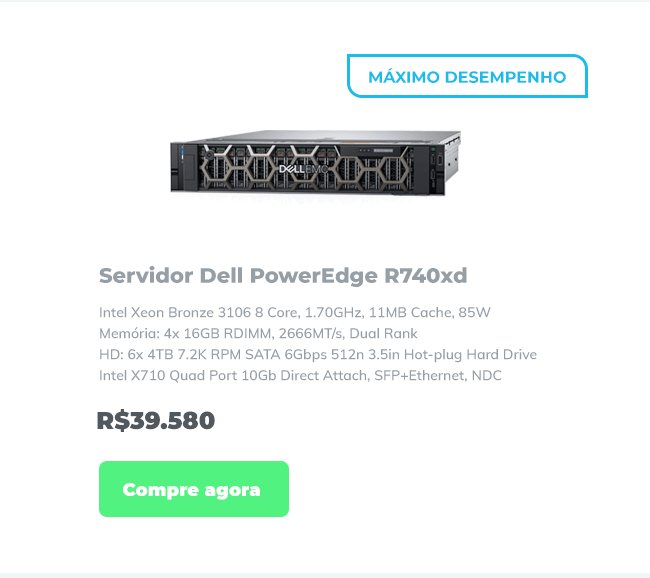 MÁXIMO DESEMPENHO
DELLEMC
Servidor Dell PowerEdge R740xd
Intel Xeon Bronze 3106 8 Core, 1.70GHz, 11MB Cache, 85W
Memória: 4x 16GB RDIMM, 2666MT/s, Dual Rank
HD: 6x 4TB 7.2K RPM SATA 6Gbps 512n 3.5in Hot-plug Hard Drive
Intel X710 Quad Port 10Gb Direct Attach, SFP+Ethernet, NDC
R$39.580
Compre agora